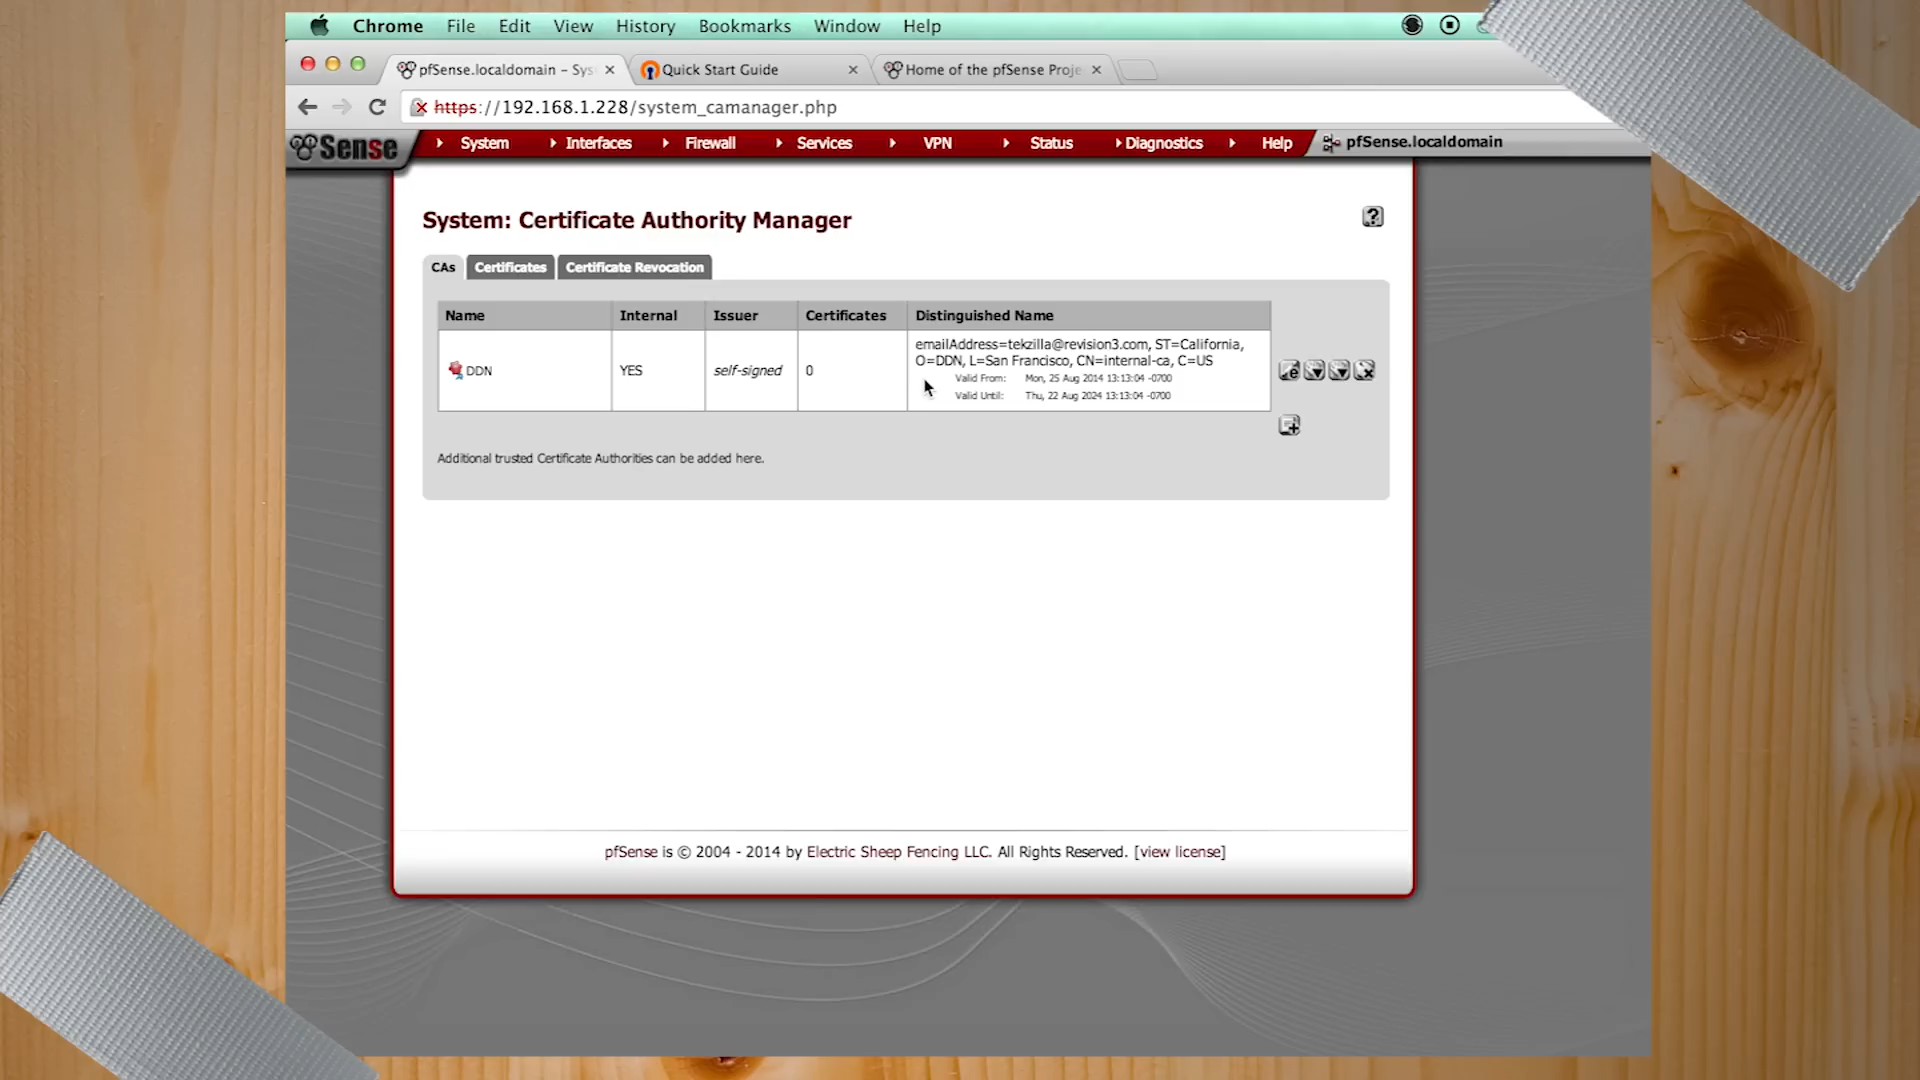 Chrome File Edit View History Bookmarks Window Help
pfSense.localdomain – Sys Quick Start Guide Home of the pfSense Proje
https://192.168.1.228/system_camanager.php
Sense System Interfaces Firewall Services VPN Status Diagnostics Help pfSense.localdomain
System: Certificate Authority Manager
CAs Certificates Certificate Revocation
Name Internal Issuer Certificates Distinguished Name
DDN YES self-signed 0
emailAddress=tekzilla@revision3.com, ST=California,
O=DDN, L=San Francisco, CN=internal-ca, C=US
Valid From: Mon, 25 Aug 2014 13:13:04 -0700
Valid Until: Thu, 22 Aug 2024 13:13:04 -0700
Additional trusted Certificate Authorities can be added here.
pfSense is © 2004 - 2014 by Electric Sheep Fencing LLC. All Rights Reserved. [view license]